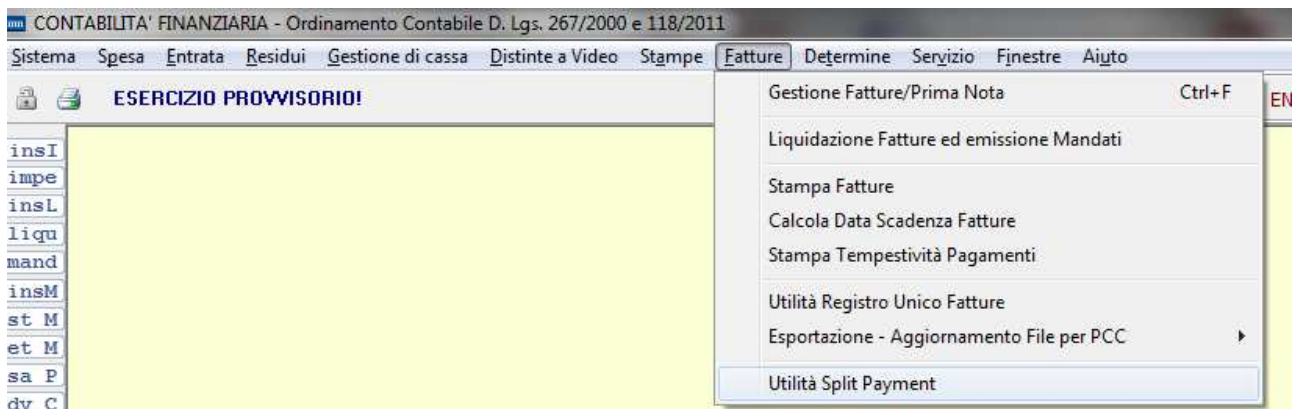 CONTABILITA' FINANZIARIA - Ordinamento Contabile D. Lgs. 267/2000 e 118/2011
Sistema Spesa Entrata Residui Gestione di cassa Distinte a Video Stampe Fatture Determine Servizio Finestre Aiuto
ESERCIZIO PROVVISORIO!
Gestione Fatture/Prima Nota Ctrl+F
EN
Liquidazione Fatture ed emissione Mandati
Stampa Fatture
Calcola Data Scadenza Fatture
Stampa Tempestività Pagamenti
Utilità Registro Unico Fatture
Esportazione - Aggiornamento File per PCC
Utilità Split Payment
insI
impe
insL
liqu
mand
insM
st M
et M
sa P
dv C